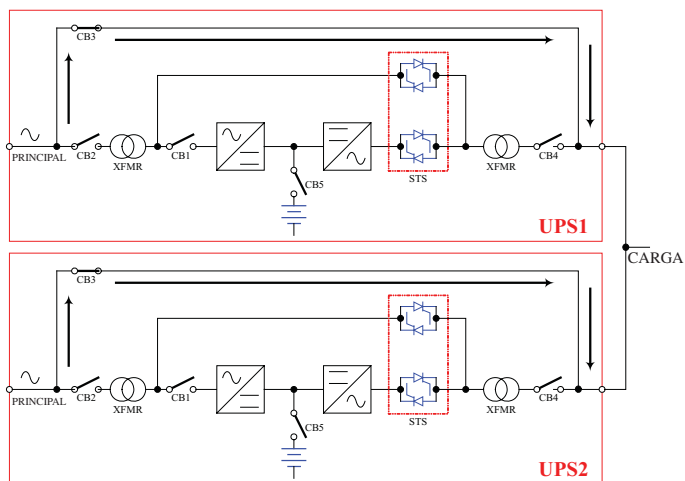 CB3
PRINCIPAL
CB2
XFMR
CB1
CB5
STS
XFMR
CB4
UPS1
CARGA
CB3
PRINCIPAL
CB2
XFMR
CB1
CB5
STS
XFMR
CB4
UPS2